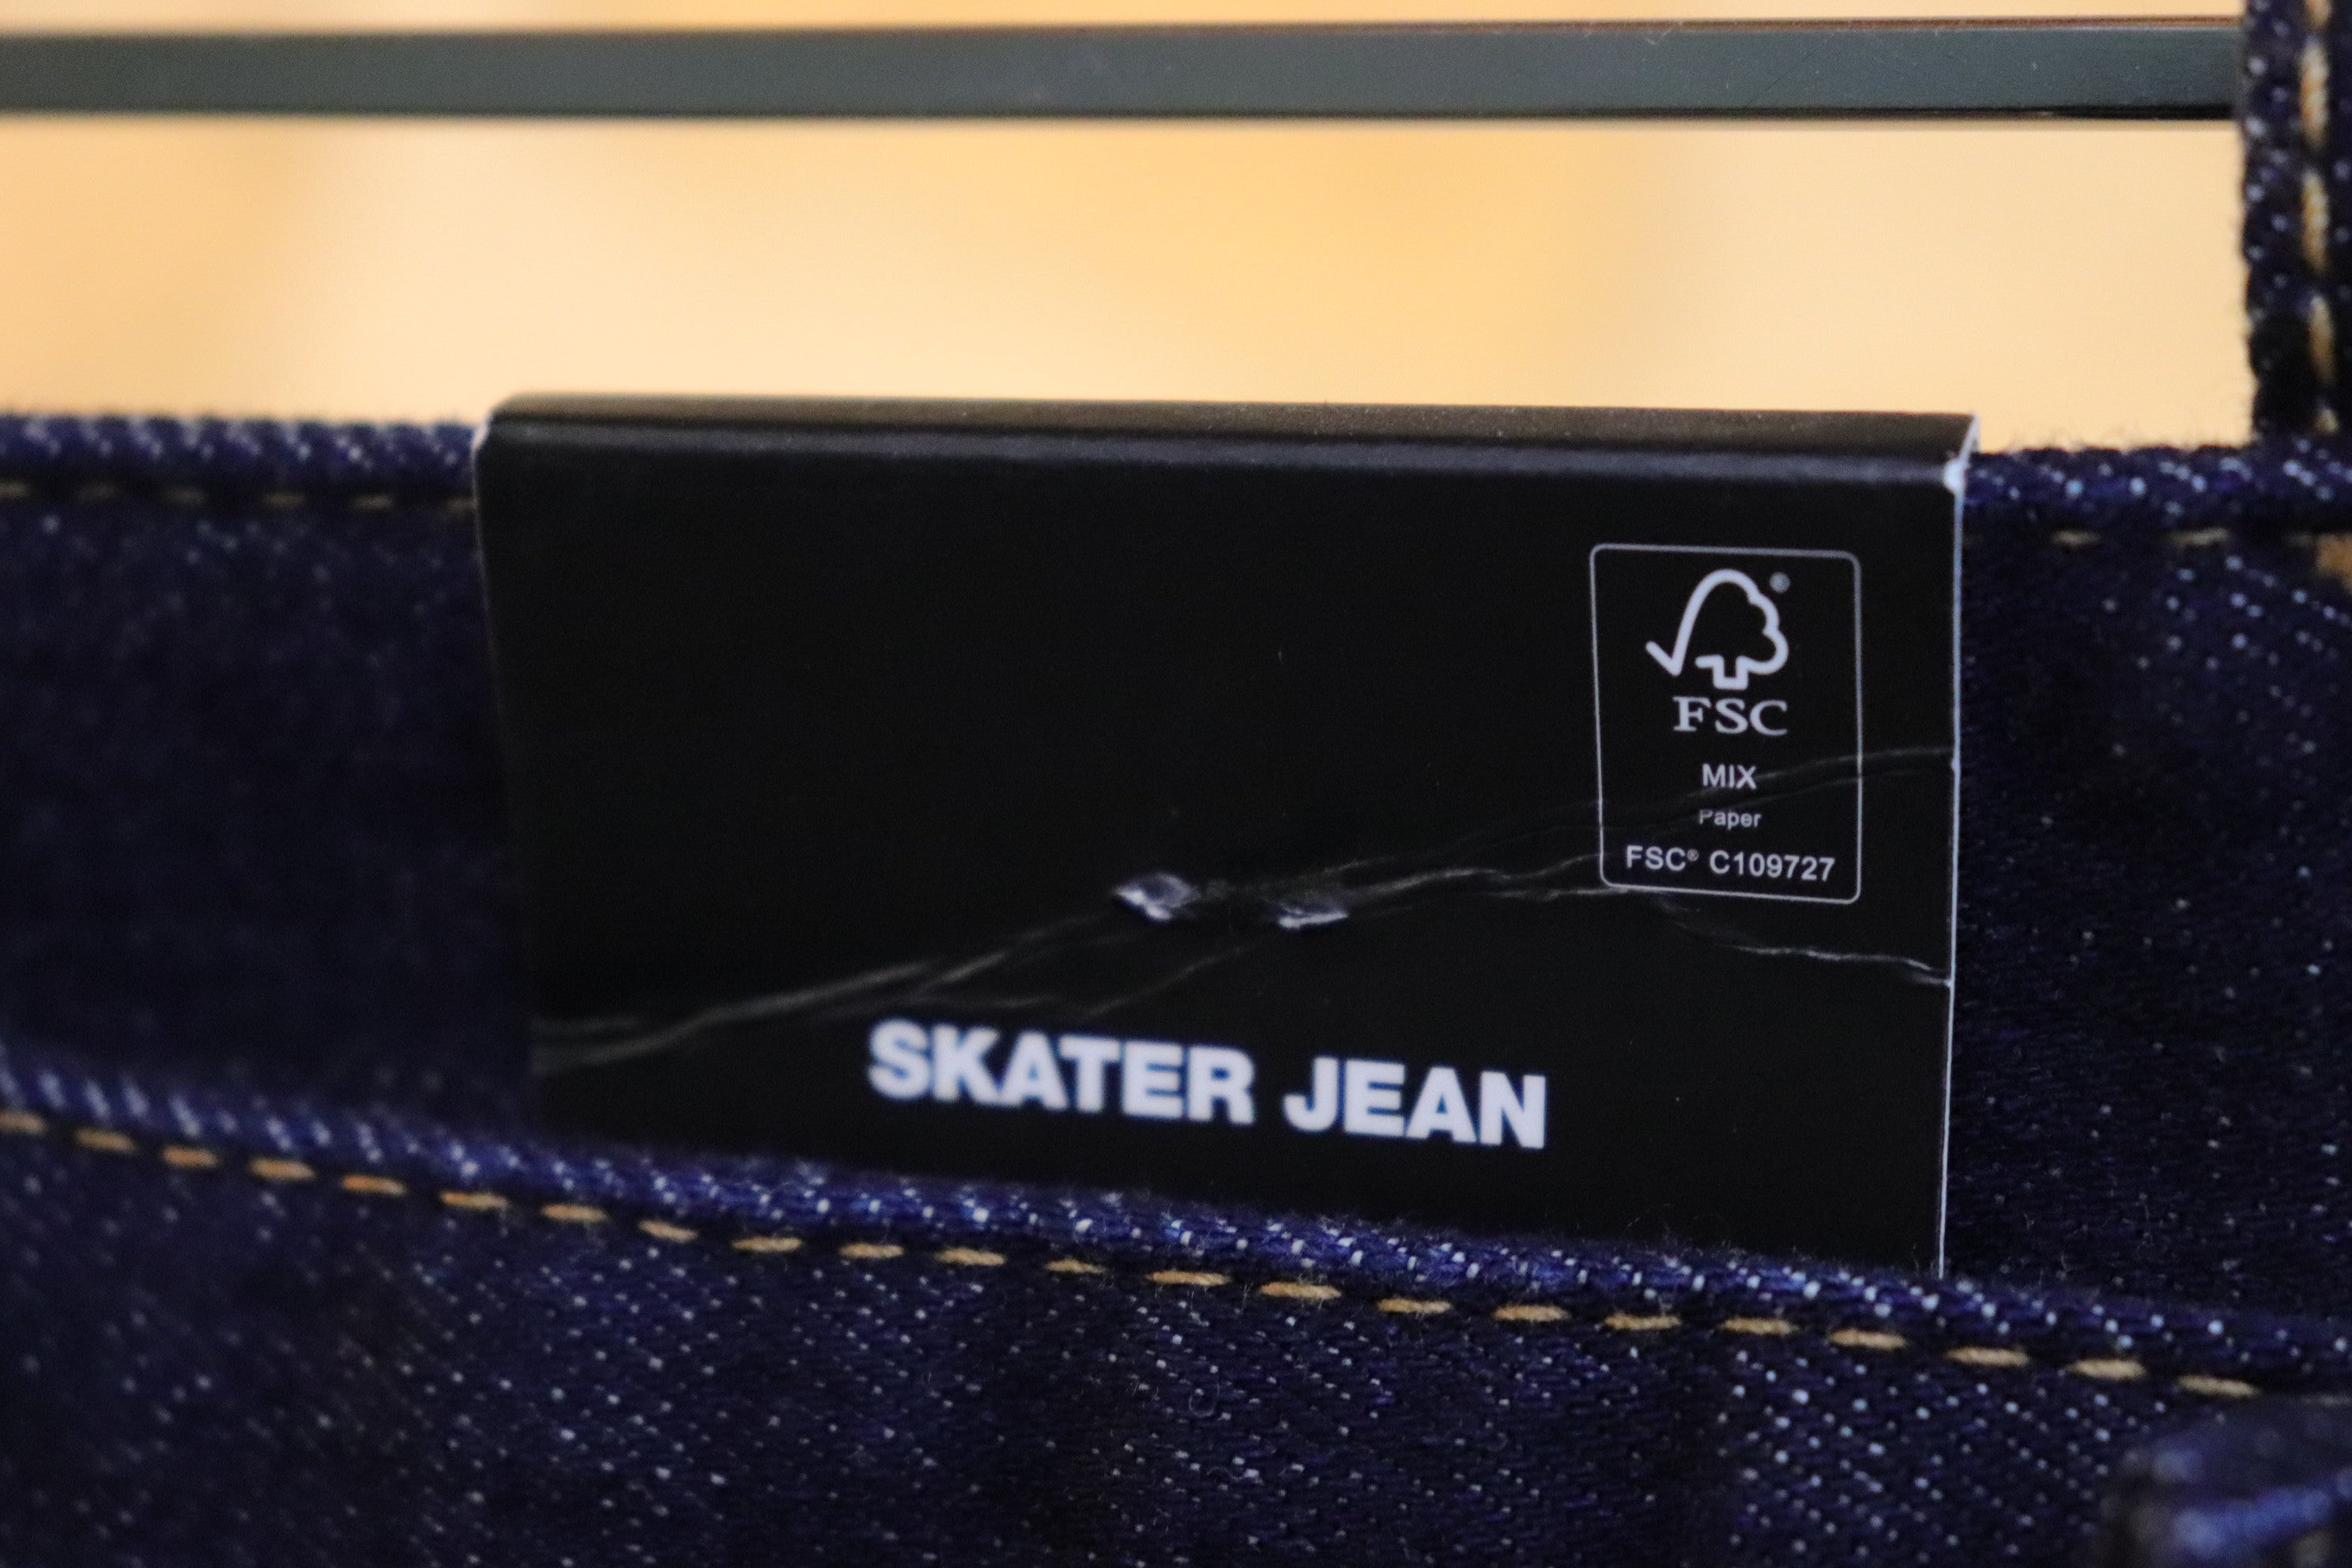 ®
FSC
MIX
Paper
FSC® C109727
SKATER JEAN